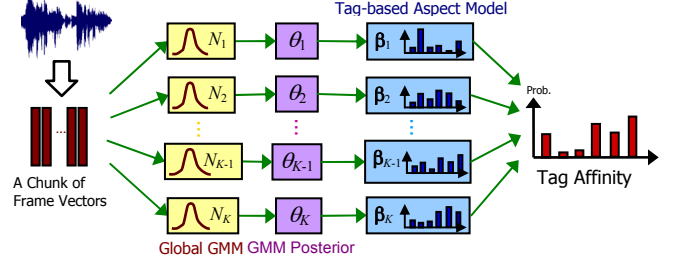 Tag-based Aspect Model
N1 θ1 β1
N2 θ2 β2
Prob.
... ... ... ...
NK-1 θK-1 βK-1
A Chunk of
Frame Vectors
Tag Affinity
NK θK βK
Global GMM GMM Posterior